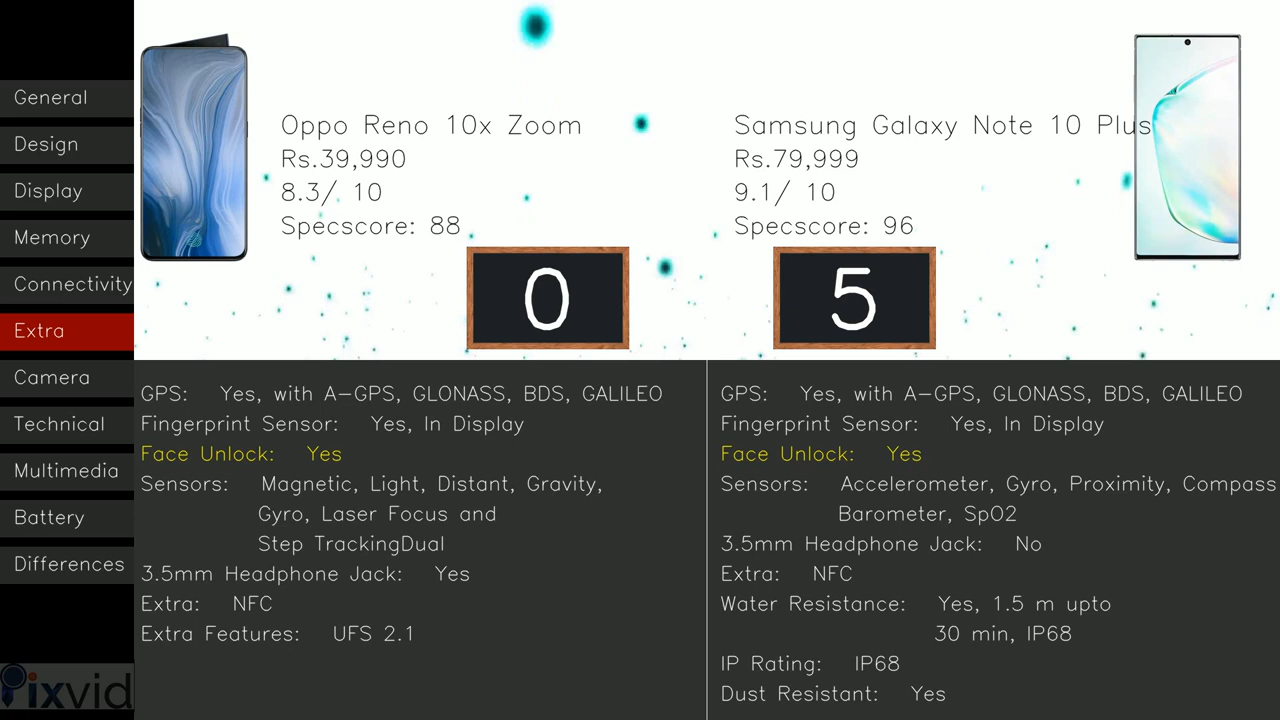 General
Design
Display
Memory
Connectivity
Extra
Camera
Technical
Multimedia
Battery
Differences
Pixvid
Oppo Reno 10x Zoom
Rs.39,990
8.3/ 10
Specscore: 88
0
Samsung Galaxy Note 10 Plus
Rs.79,999
9.1/ 10
Specscore: 96
5
GPS: Yes, with A-GPS, GLONASS, BDS, GALILEO
Fingerprint Sensor: Yes, In Display
Face Unlock: Yes
Sensors: Magnetic, Light, Distant, Gravity,
Gyro, Laser Focus and
Step TrackingDual
3.5mm Headphone Jack: Yes
Extra: NFC
Extra Features: UFS 2.1
GPS: Yes, with A-GPS, GLONASS, BDS, GALILEO
Fingerprint Sensor: Yes, In Display
Face Unlock: Yes
Sensors: Accelerometer, Gyro, Proximity, Compass
Barometer, SpO2
3.5mm Headphone Jack: No
Extra: NFC
Water Resistance: Yes, 1.5 m upto
30 min, IP68
IP Rating: IP68
Dust Resistant: Yes